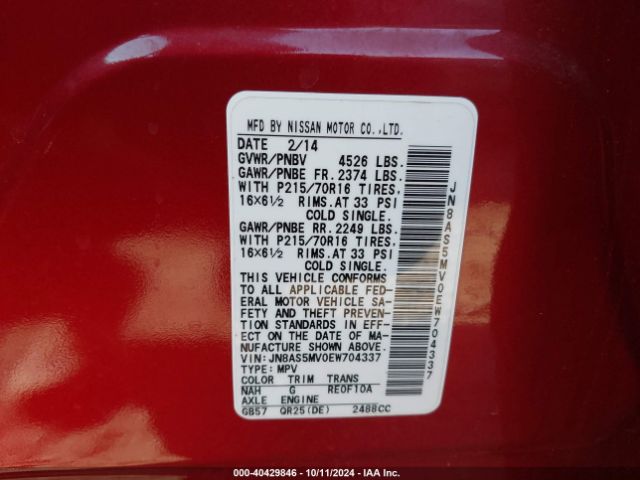 MFD BY NISSAN MOTOR CO.,LTD.
DATE 2/14
GVWR/PNBV 4526 LBS.
GAWR/PNBE FR. 2374 LBS.
WITH P215/70R16 TIRES.
16×6½ RIMS. AT 33 PSI
COLD SINGLE.
GAWR/PNBE RR. 2249 LBS.
WITH P215/70R16 TIRES.
16×6½ RIMS. AT 33 PSI
COLD SINGLE.
THIS VEHICLE CONFORMS
TO ALL APPLICABLE FED-
ERAL MOTOR VEHICLE SA-
FETY AND THEFT PREVEN-
TION STANDARDS IN EFF-
ECT ON THE DATE OF MA-
NUFACTURE SHOWN ABOVE.
VIN: JN8AS5MV0EW704337
TYPE: MPV
COLOR TRIM TRANS
NAH G RE0F10A
AXLE ENGINE
GB57 QR25(DE) 2488CC
JN8AS5MV0EW704337
000-40429846 - 10/11/2024 - IAA Inc.